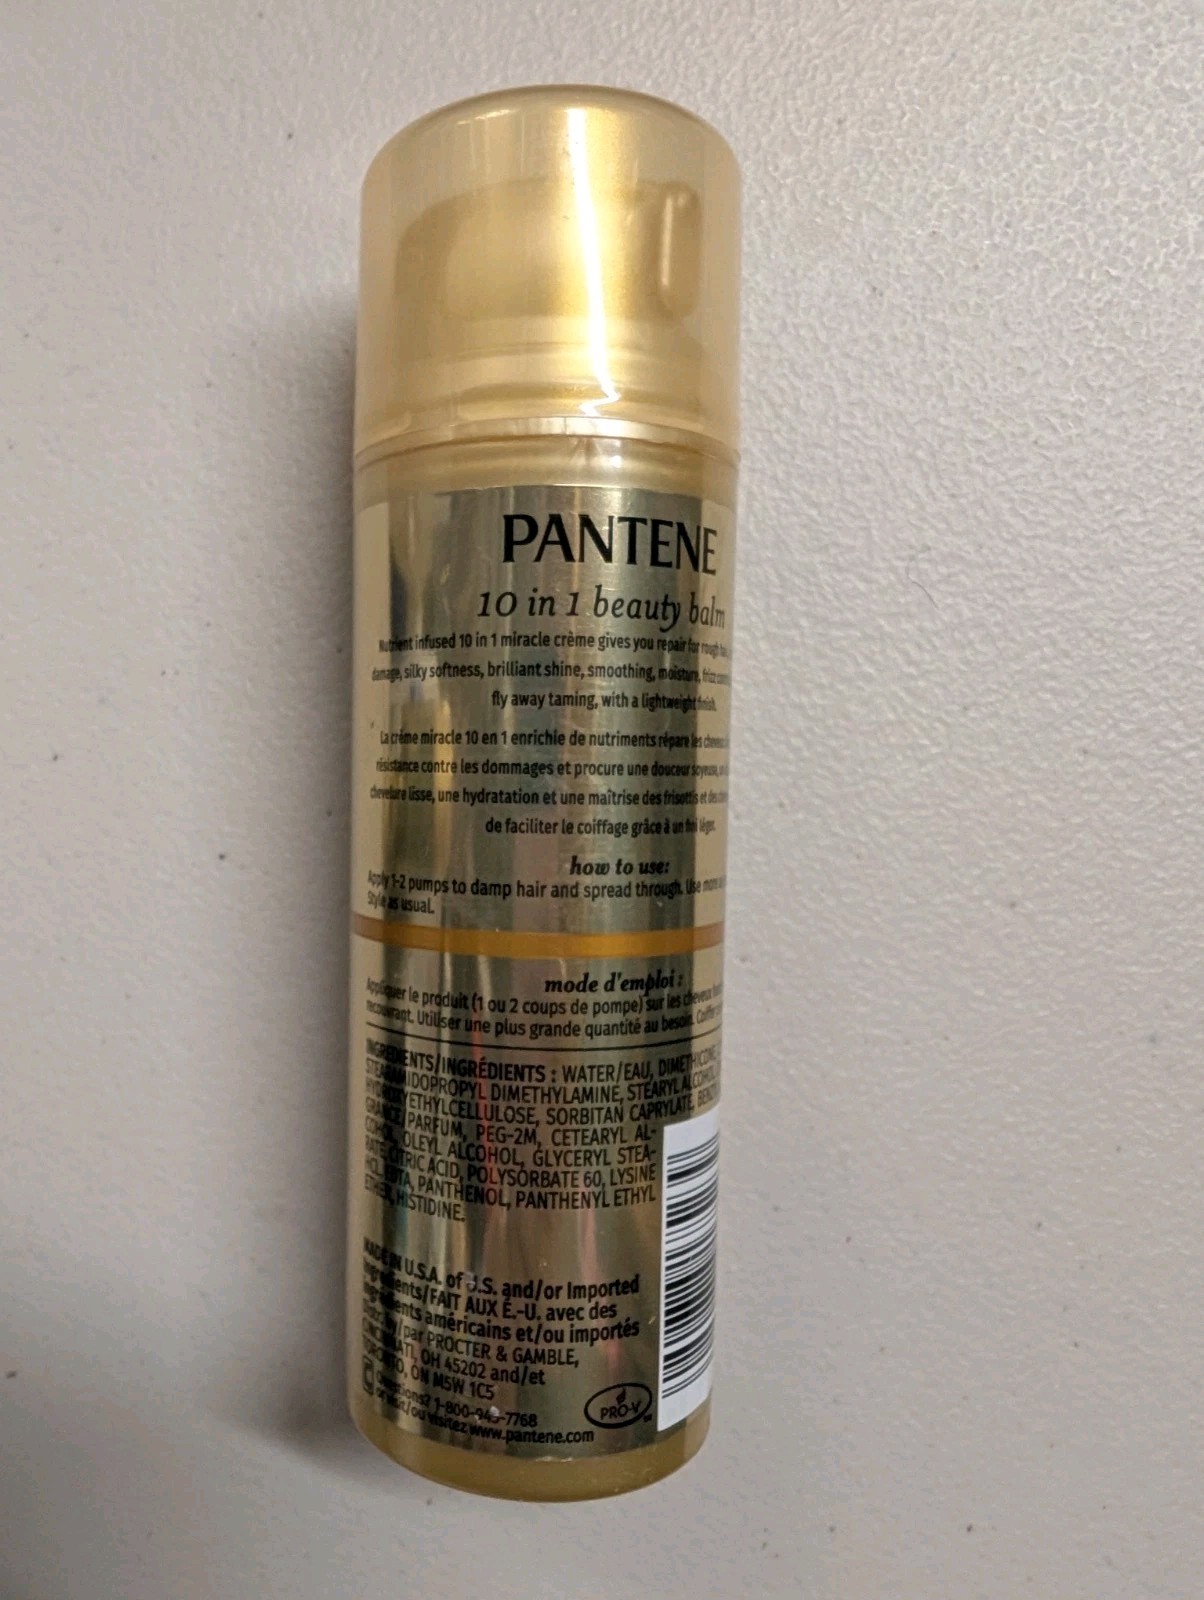 PANTENE
10 in 1 beauty balm
Nutrient infused 10 in 1 miracle crème gives you repair for rough
damage, silky softness, brilliant shine, smoothing, moisture, frizz
fly away taming, with a lightweight finish.
La crème miracle 10 en 1 enrichie de nutriments répare les cheveux
résistance contre les dommages et procure une douceur soyeuse,
chevelure lisse, une hydratation et une maîtrise des frisottis et des
de faciliter le coiffage grâce à un fini léger.
how to use:
Apply 1-2 pumps to damp hair and spread through. Use more
Style as usual.
mode d'emploi :
Appliquer le produit (1 ou 2 coups de pompe) sur les cheveux
recouvrant. Utiliser une plus grande quantité au besoin. Coiffer
INGREDIENTS/INGRÉDIENTS : WATER/EAU, DIMETHICONE,
STEARAMIDOPROPYL DIMETHYLAMINE, STEARYL ALCOHOL,
HYDROXYETHYLCELLULOSE, SORBITAN CAPRYLATE,
GRANCE/PARFUM, PEG-2M, CETEARYL AL-
COHOL, OLEYL ALCOHOL, GLYCERYL STEA-
RATE, CITRIC ACID, POLYSORBATE 60, LYSINE
HCL, EDTA, PANTHENOL, PANTHENYL ETHYL
ETHER, HISTIDINE.
MADE IN U.S.A. of U.S. and/or Imported
Ingredients/FAIT AUX É.-U. avec des
ingrédients américains et/ou importés
Distr. by/par PROCTER & GAMBLE,
CINCINNATI, OH 45202 and/et
TORONTO, ON M5W 1C5
Questions? 1-800-945-7768
or visit/ou visitez www.pantene.com
PRO-V